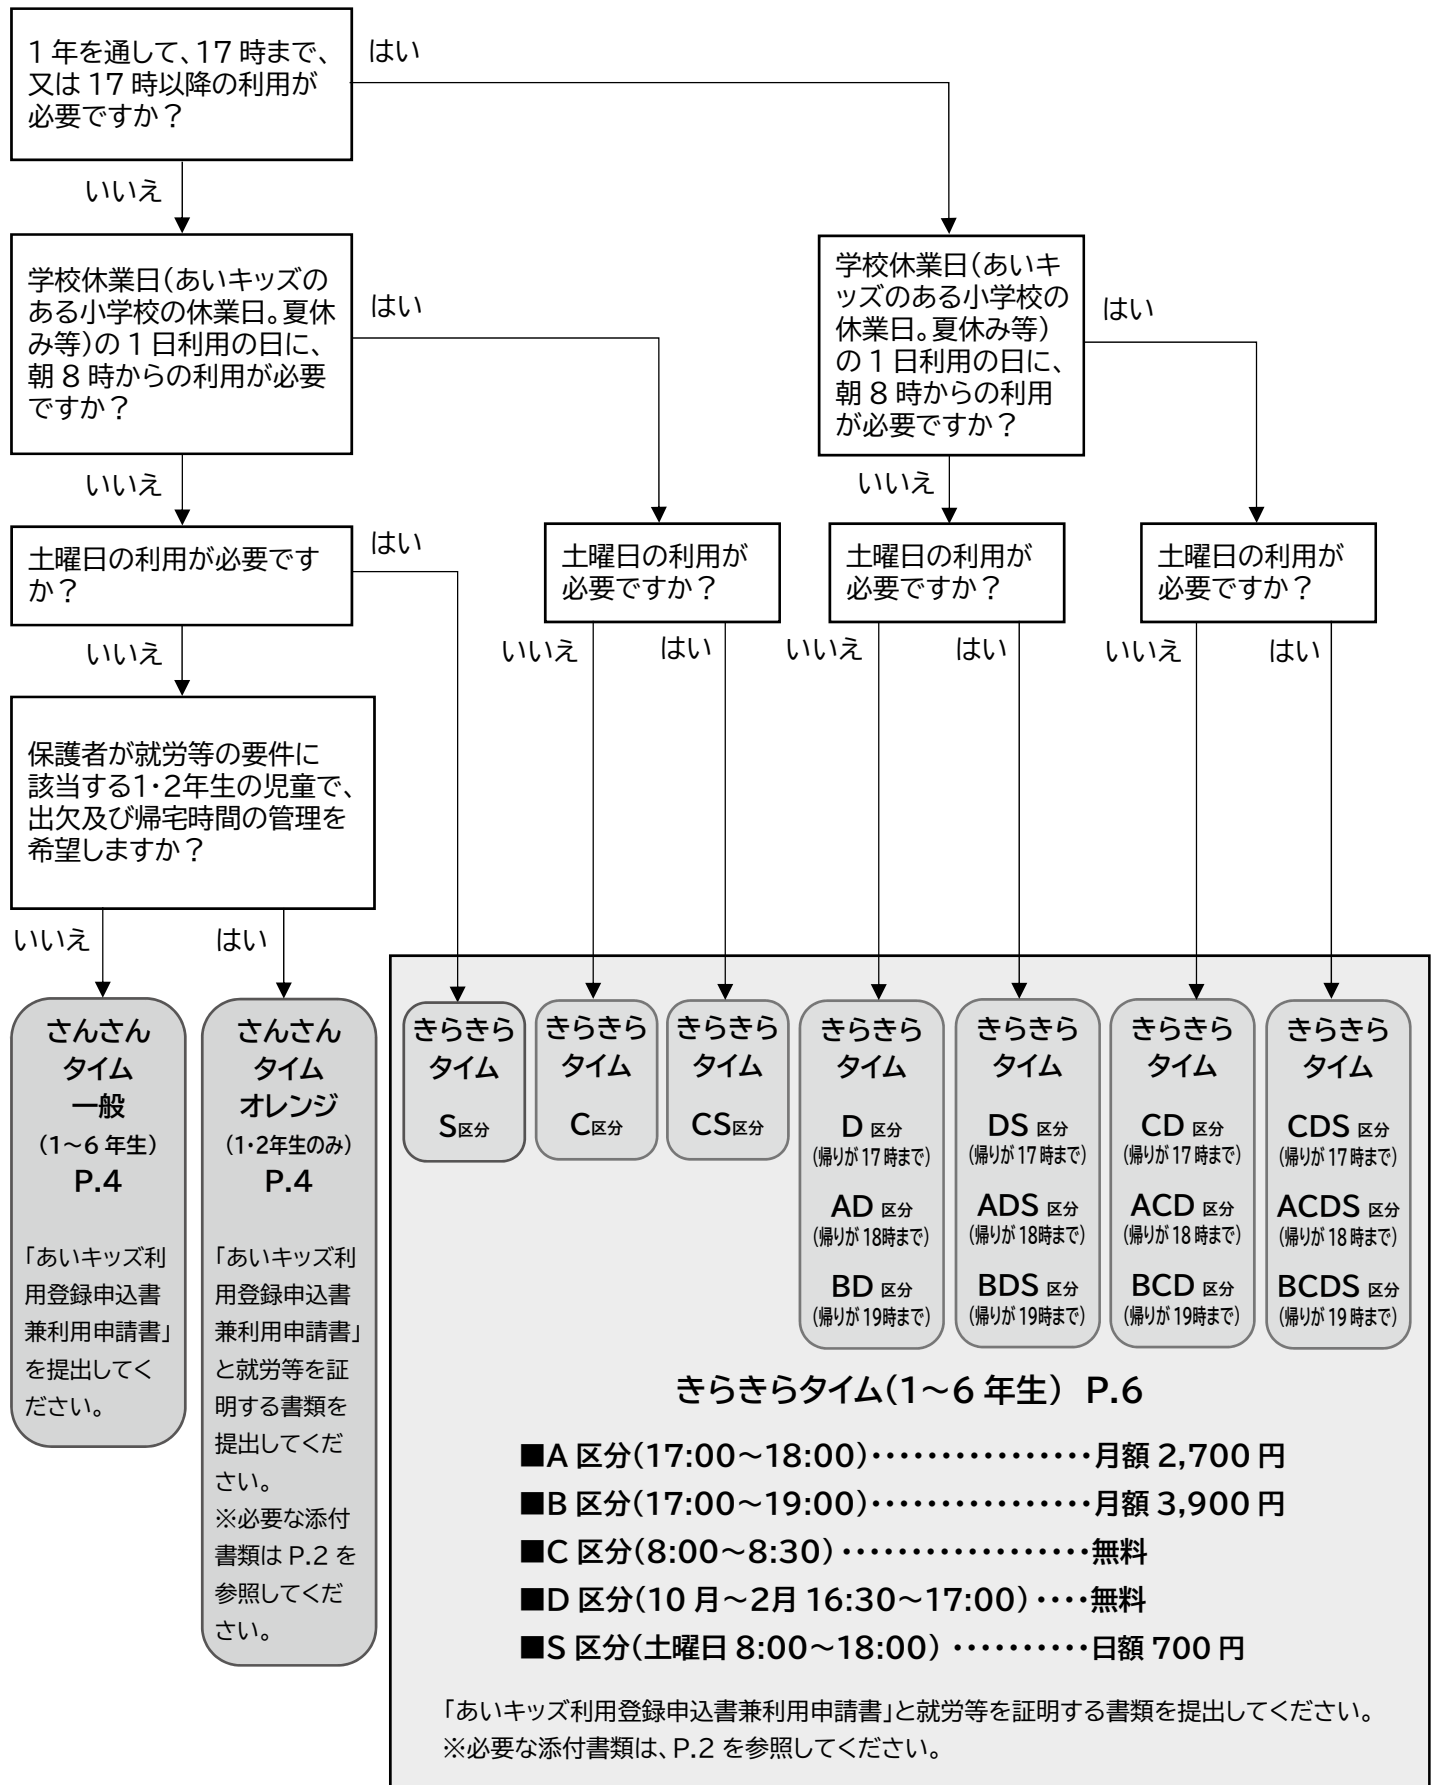 1 年を通して、17 時まで、
又は 17 時以降の利用が
必要ですか？
はい
いいえ
学校休業日(あいキッズの
ある小学校の休業日。夏休
み等)の 1 日利用の日に、
朝 8 時からの利用が必要
ですか？
はい
学校休業日(あいキ
ッズのある小学校の
休業日。夏休み等)
の 1 日利用の日に、
朝 8 時からの利用
が必要ですか？
はい
いいえ
いいえ
土曜日の利用が必要です
か？
はい
土曜日の利用が
必要ですか？
土曜日の利用が
必要ですか？
土曜日の利用が
必要ですか？
いいえ
いいえ
はい
いいえ
はい
いいえ
はい
保護者が就労等の要件に
該当する1・2年生の児童で、
出欠及び帰宅時間の管理を
希望しますか？
いいえ
はい
さんさん
タイム
一般
(1～6 年生)
P.4
「あいキッズ利
用登録申込書
兼利用申請書」
を提出してく
ださい。
さんさん
タイム
オレンジ
(1・2年生のみ)
P.4
「あいキッズ利
用登録申込書
兼利用申請書」
と就労等を証
明する書類を
提出してくだ
さい。
※必要な添付
書類は P.2 を
参照してくだ
さい。
きらきら
タイム
S区分
きらきら
タイム
C区分
きらきら
タイム
CS区分
きらきら
タイム
D 区分
(帰りが 17 時まで)
AD 区分
(帰りが 18時まで)
BD 区分
(帰りが 19時まで)
きらきら
タイム
DS 区分
(帰りが 17 時まで)
ADS 区分
(帰りが 18時まで)
BDS 区分
(帰りが 19時まで)
きらきら
タイム
CD 区分
(帰りが 17 時まで)
ACD 区分
(帰りが 18 時まで)
BCD 区分
(帰りが 19時まで)
きらきら
タイム
CDS 区分
(帰りが 17 時まで)
ACDS 区分
(帰りが 18 時まで)
BCDS 区分
(帰りが 19 時まで)
きらきらタイム(1～6 年生) P.6
■A 区分(17:00～18:00)・・・・・・・・・・・・・・・・月額 2,700 円
■B 区分(17:00～19:00)・・・・・・・・・・・・・・・・月額 3,900 円
■C 区分(8:00～8:30)・・・・・・・・・・・・・・・・・・無料
■D 区分(10 月～2月 16:30～17:00)・・・・無料
■S 区分(土曜日 8:00～18:00) ・・・・・・・・・・日額 700 円
「あいキッズ利用登録申込書兼利用申請書」と就労等を証明する書類を提出してください。
※必要な添付書類は、P.2 を参照してください。